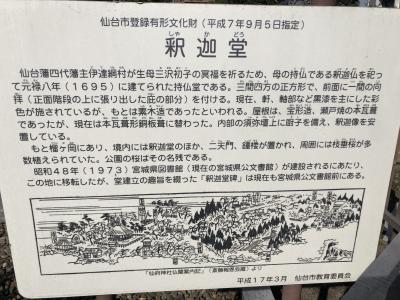 仙台市登録有形文化財（平成７年９月５日指定）
しゃ か どう
釈迦堂
仙台藩四代藩主伊達綱村が生母三沢初子の冥福を祈るため、母の持仏である釈迦仏を祀っ
て元禄八年（１６９５）に建てられた持仏堂である。三間四方の正方形で、前面に一間の向
拝（正面階段の上に張り出した庇の部分）を付ける。現在、軒、軸部など黒漆を主にした彩
色が施されているが、もとは素木造であったといわれる。屋根は、宝形造、瀬戸焼の本瓦葺
であったが、現在は本瓦葺形銅板葺に替わった。内部の須弥壇上に厨子を備え、釈迦像を安
置している。
もと榴ヶ岡にあり、境内には釈迦堂のほか、二天門、鐘楼が置かれ、周囲には枝垂桜が多
数植えられていた。公園の桜はその名残である。
昭和４８年（１９７３）宮城県図書館（現在の宮城県公文書館）が建設されるにあたり、
この地に移転したが、堂建立の趣旨を綴った「釈迦堂碑」は現在も宮城県公文書館前にある。
「仙府神社仏閣案内記」（斎藤報恩会蔵）より
平成１７年３月　仙台市教育委員会